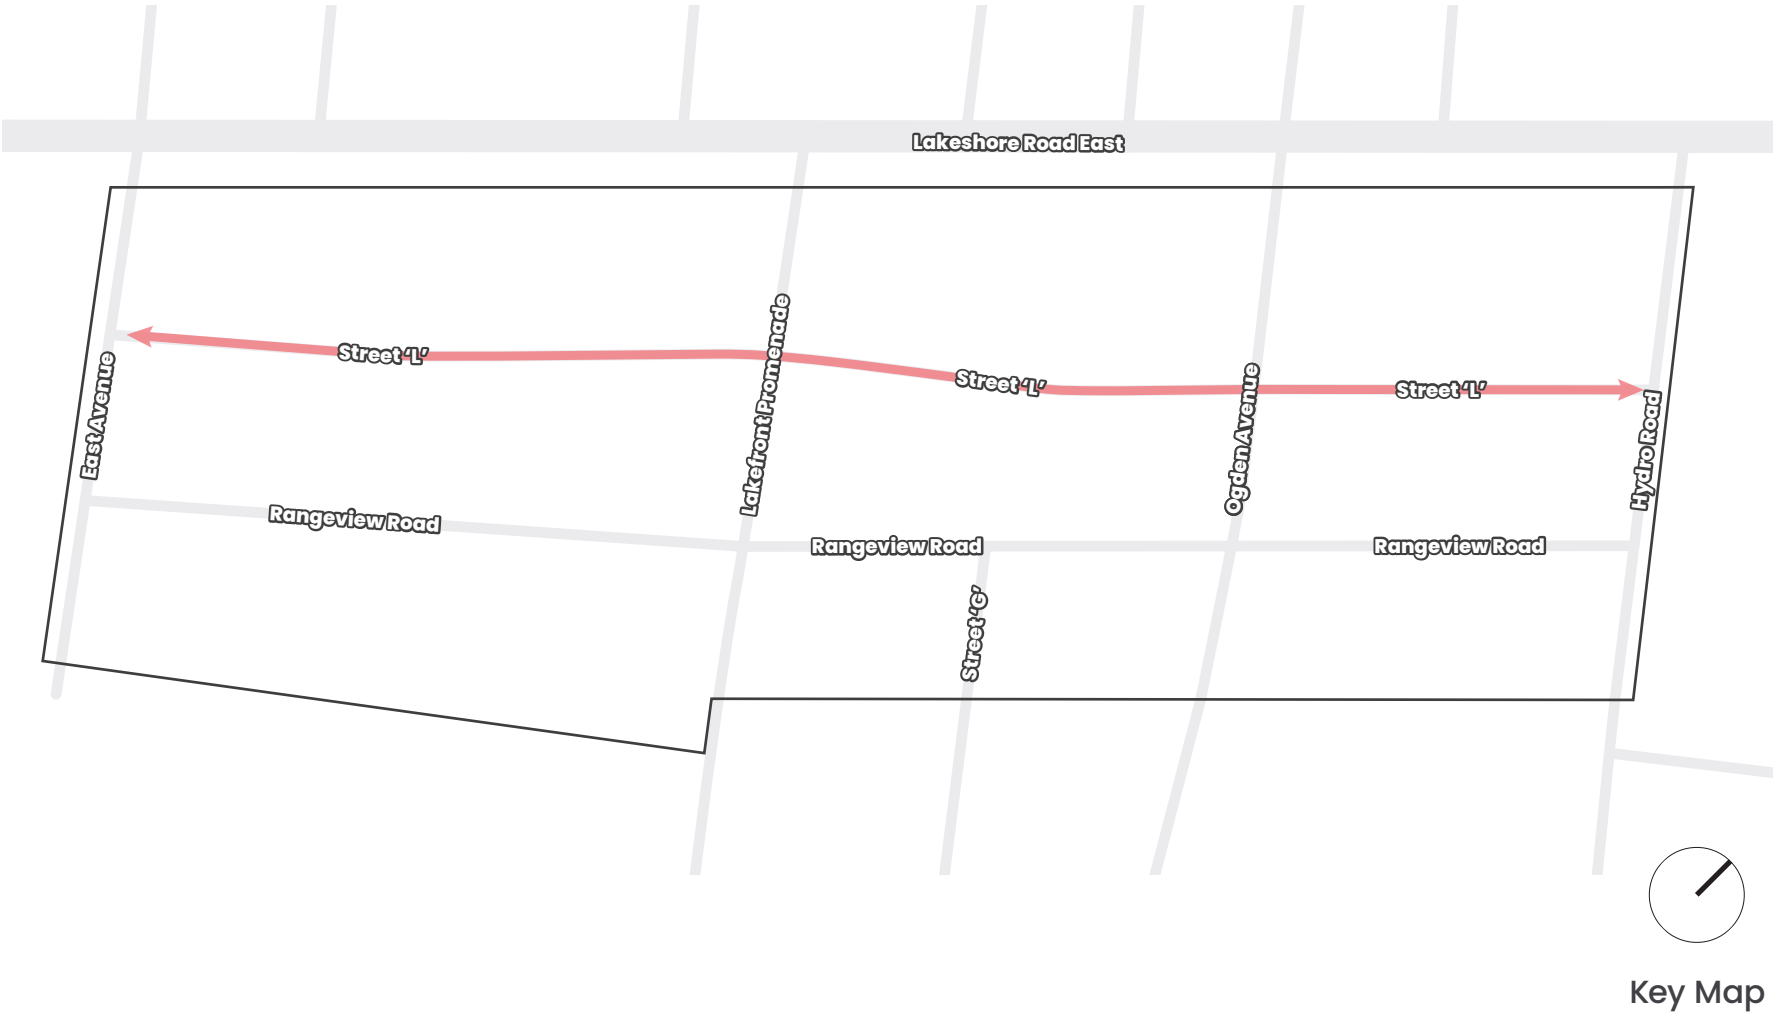 Lakeshore Road East
Lakefront Promenade
Street ‘L’
Street ‘L’
Street ‘L’
East Avenue
Ogden Avenue
Hydro Road
Rangeview Road
Rangeview Road
Rangeview Road
Street ‘G’
Key Map